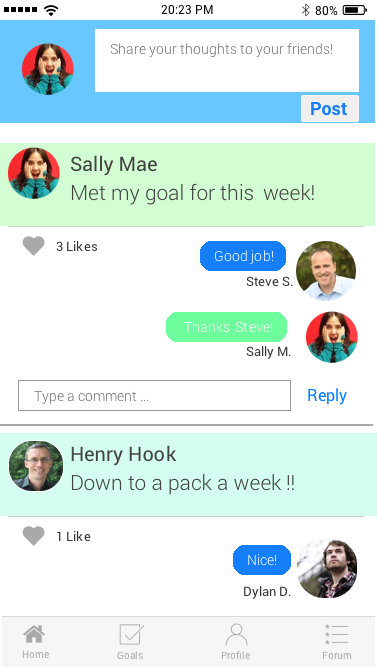 20:23 PM
80%
Share your thoughts to your friends!
Post
Sally Mae
Met my goal for this week!
3 Likes
Good job!
Steve S.
Thanks Steve!
Sally M.
Type a comment ...
Reply
Henry Hook
Down to a pack a week !!
1 Like
Nice!
Dylan D.
Home
Goals
Profile
Forum